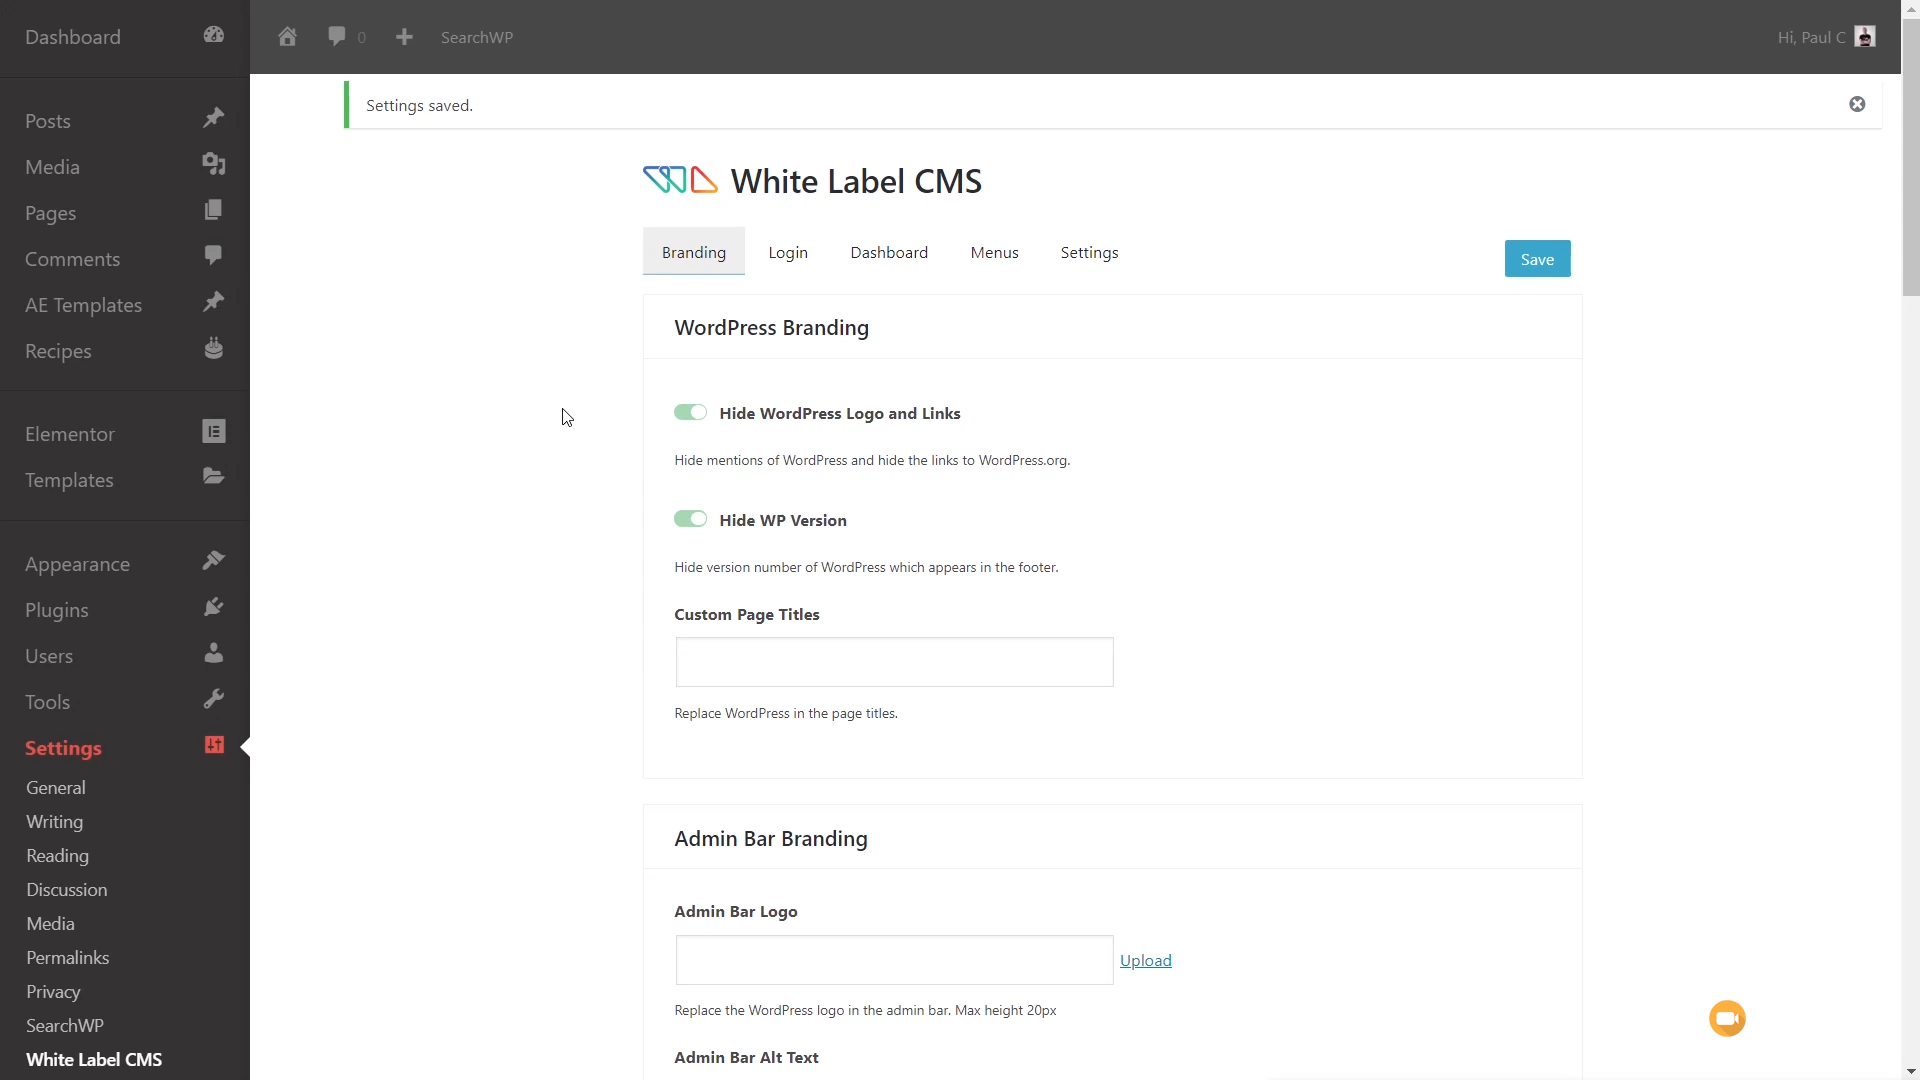 Dashboard
0
SearchWP
Hi, Paul C
Posts
Media
Pages
Comments
AE Templates
Recipes
Elementor
Templates
Appearance
Plugins
Users
Tools
Settings
General
Writing
Reading
Discussion
Media
Permalinks
Privacy
SearchWP
White Label CMS
Settings saved.
White Label CMS
Branding
Login
Dashboard
Menus
Settings
Save
WordPress Branding
Hide WordPress Logo and Links
Hide mentions of WordPress and hide the links to WordPress.org.
Hide WP Version
Hide version number of WordPress which appears in the footer.
Custom Page Titles
Replace WordPress in the page titles.
Admin Bar Branding
Admin Bar Logo
Upload
Replace the WordPress logo in the admin bar. Max height 20px
Admin Bar Alt Text